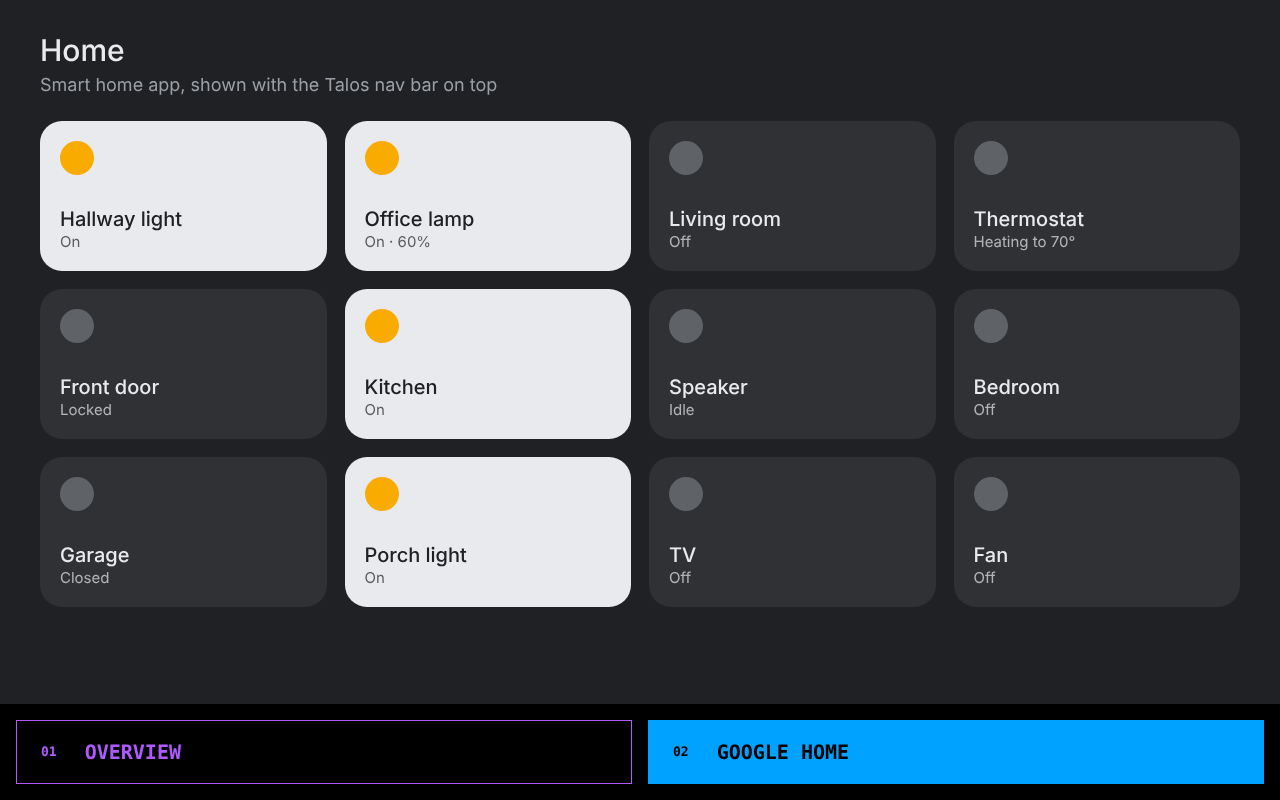 Home
Smart home app, shown with the Talos nav bar on top
Hallway light
On
Office lamp
On · 60%
Living room
Off
Thermostat
Heating to 70°
Front door
Locked
Kitchen
On
Speaker
Idle
Bedroom
Off
Garage
Closed
Porch light
On
TV
Off
Fan
Off
01 OVERVIEW
02 GOOGLE HOME